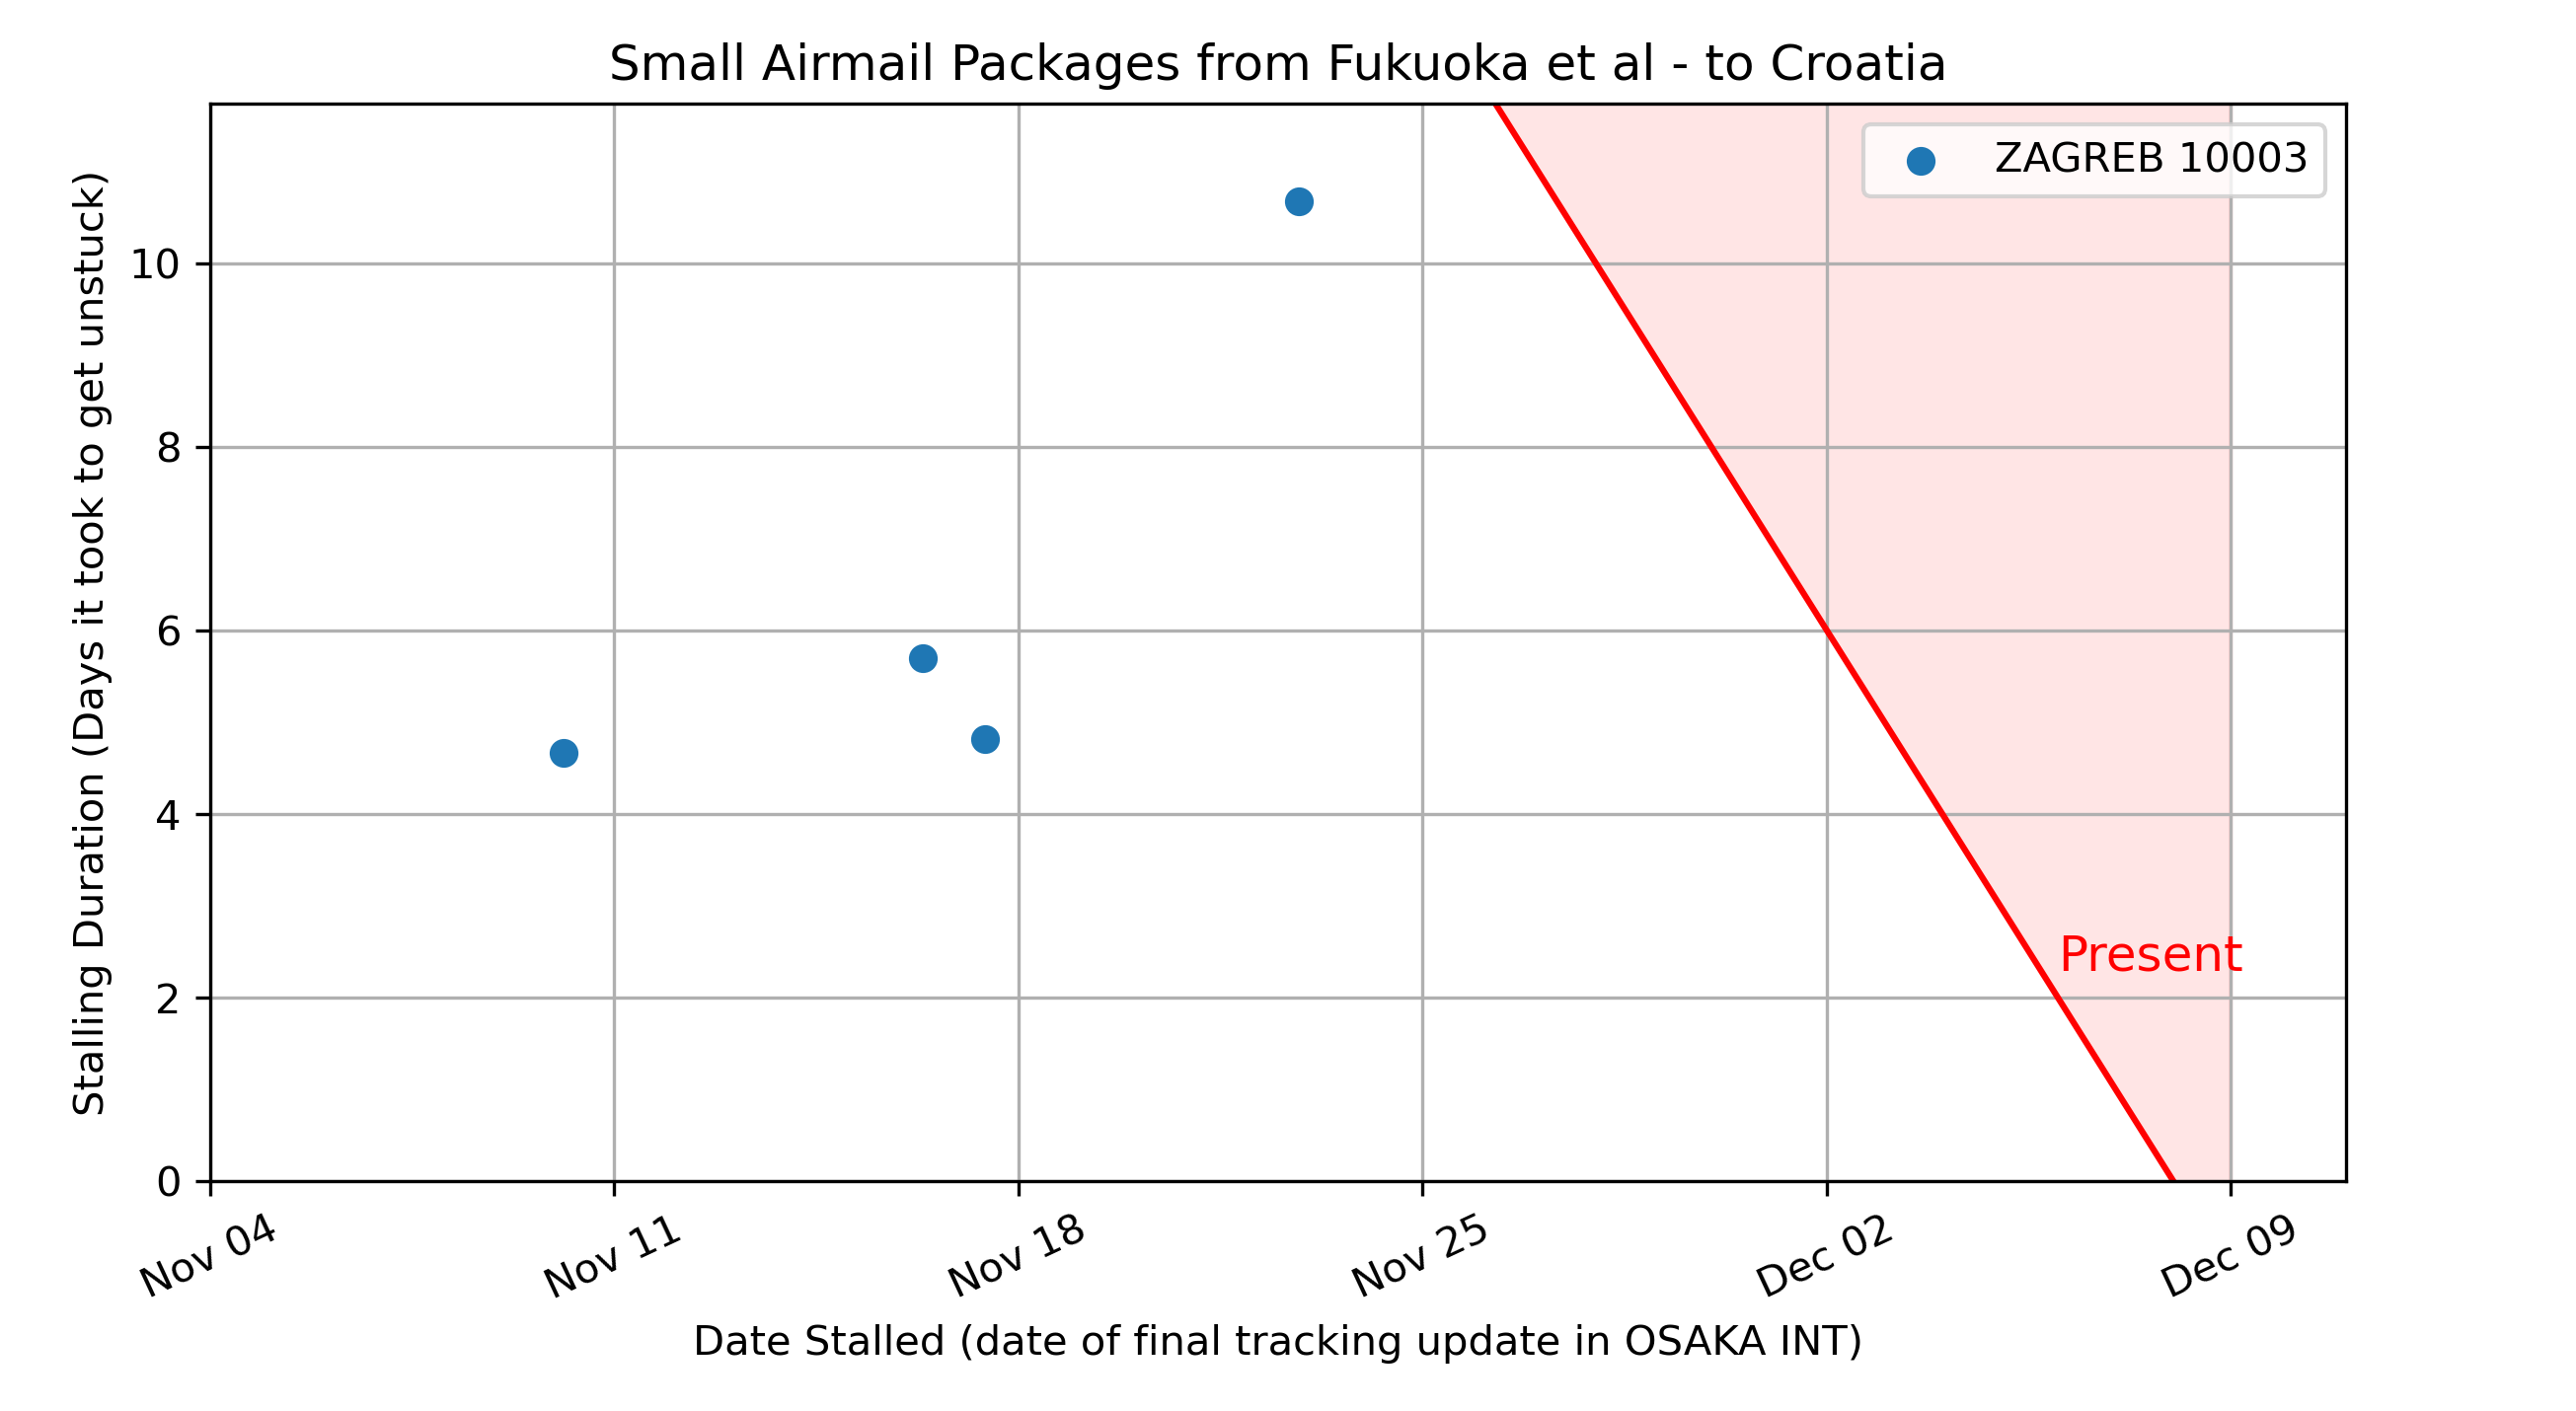 Small Airmail Packages from Fukuoka et al - to Croatia
ZAGREB 10003
Stalling Duration (Days it took to get unstuck)
10
8
6
4
2
0
Present
Nov 04
Nov 11
Nov 18
Nov 25
Dec 02
Dec 09
Date Stalled (date of final tracking update in OSAKA INT)